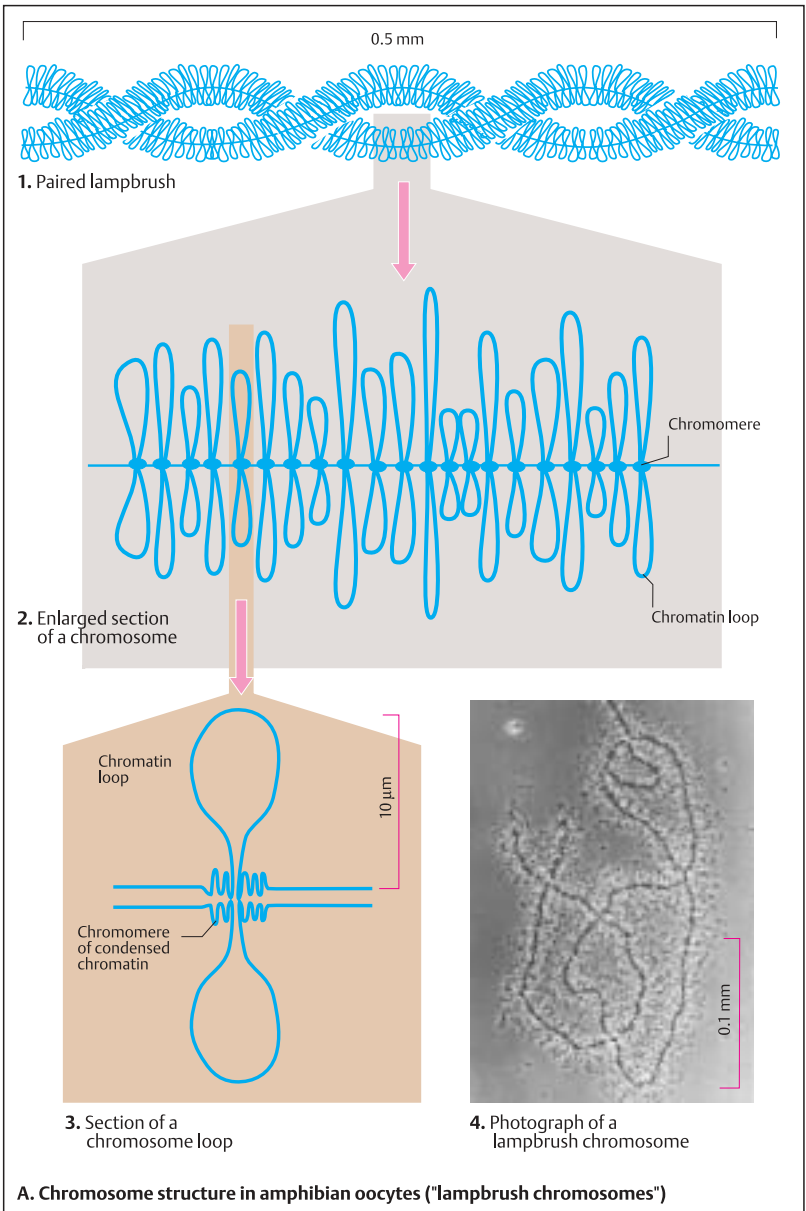 0.5 mm
1. Paired lampbrush
Chromomere
Chromatin loop
2. Enlarged section
of a chromosome
Chromatin
loop
10 µm
Chromomere
of condensed
chromatin
0.1 mm
3. Section of a
chromosome loop
4. Photograph of a
lampbrush chromosome
A. Chromosome structure in amphibian oocytes ("lampbrush chromosomes")